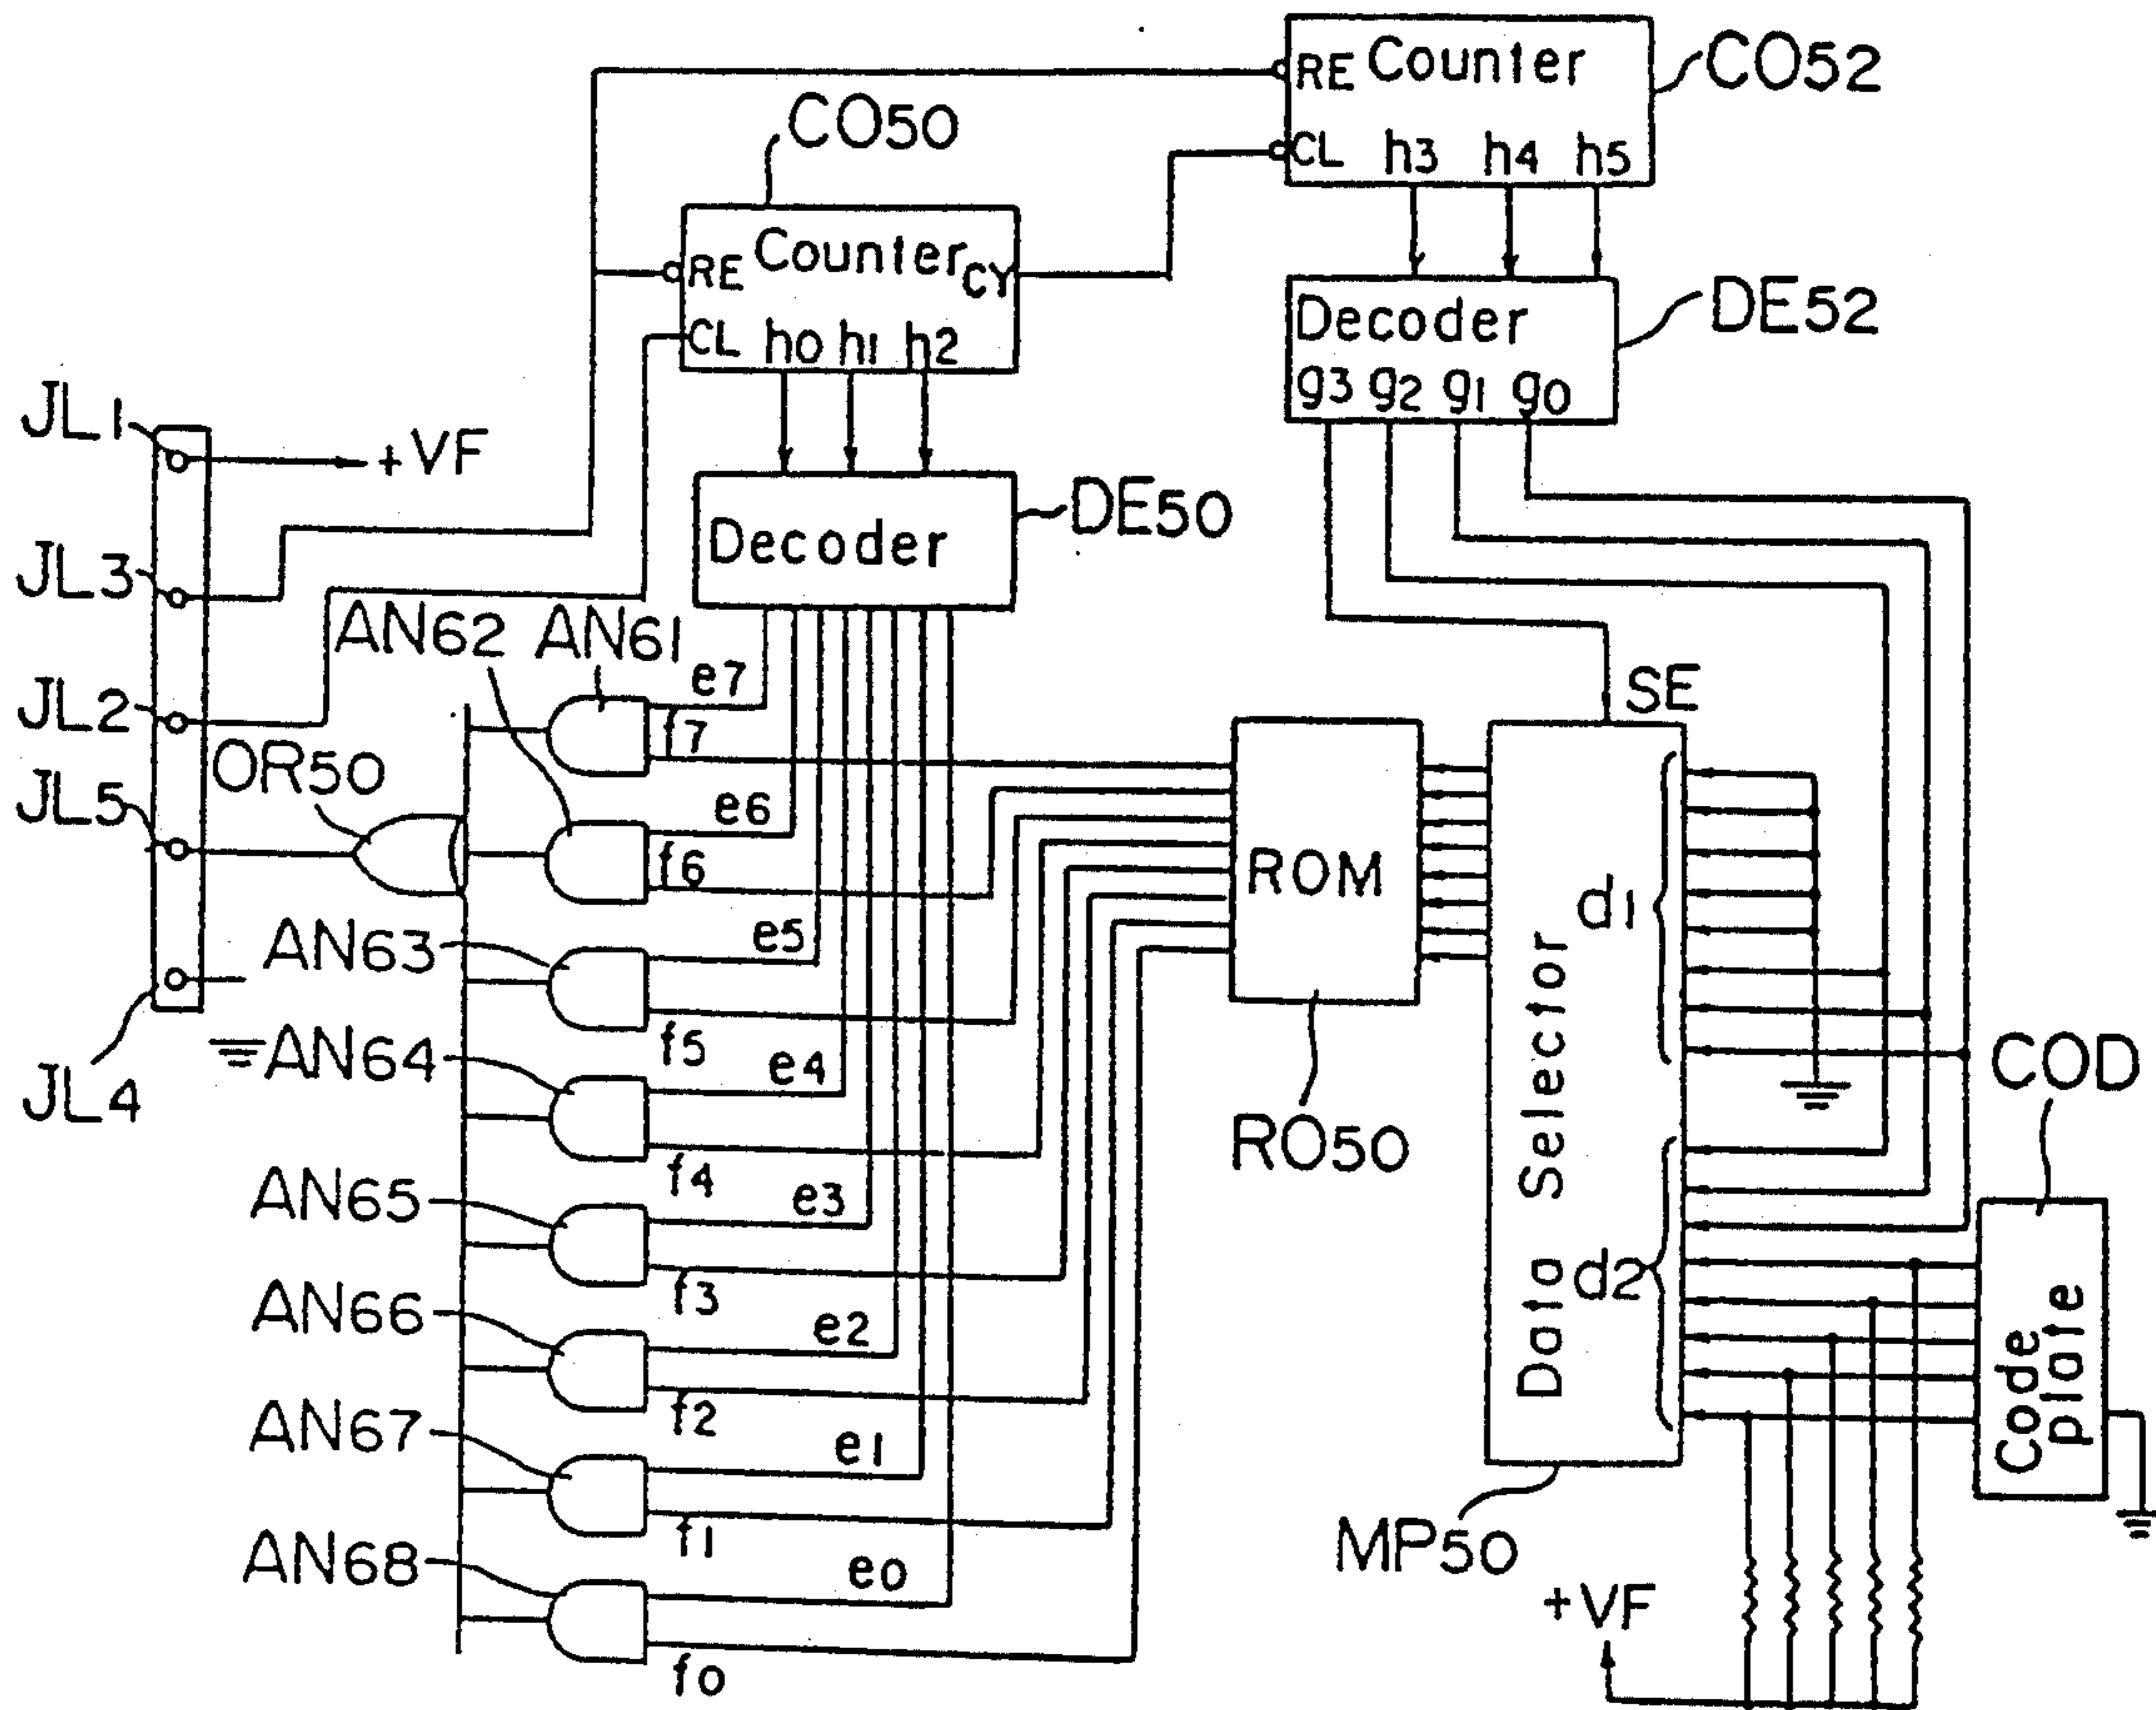 RE Counter
CO52
CL h3 h4 h5
CO50
RE Counter CY
CL h0 h1 h2
Decoder
g3 g2 g1 g0
DE52
JL1
+VF
DE50
Decoder
JL3
AN62
AN61
JL2
e7
f7
SE
OR50
JL5
e6
f6
ROM
d1
AN63
e5
f5
Data Selector
AN64
e4
f4
JL4
RO50
COD
AN65
e3
f3
d2
AN66
e2
f2
Code plate
AN67
e1
f1
MP50
AN68
e0
f0
+VF